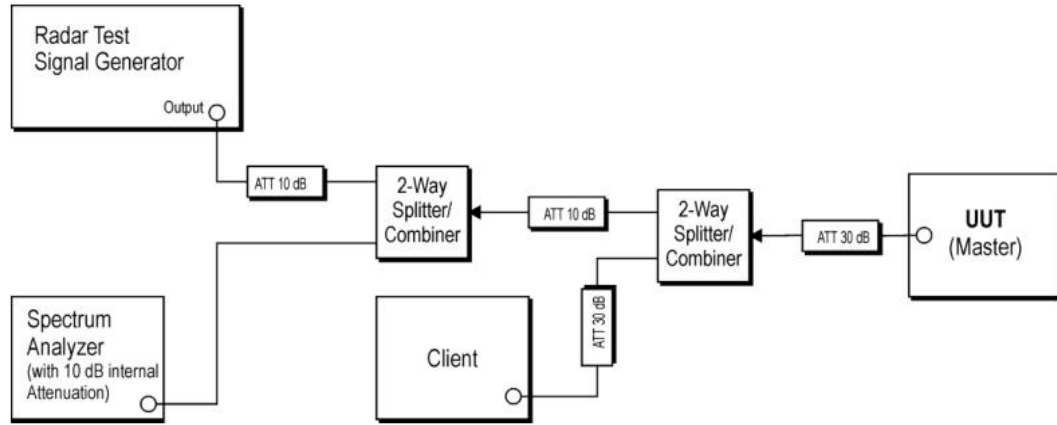 Radar Test
Signal Generator
Output
ATT 10 dB
2-Way
Splitter/
Combiner
ATT 10 dB
2-Way
Splitter/
Combiner
ATT 30 dB
UUT
(Master)
Spectrum
Analyzer
(with 10 dB internal
Attenuation)
Client
ATT 30 dB